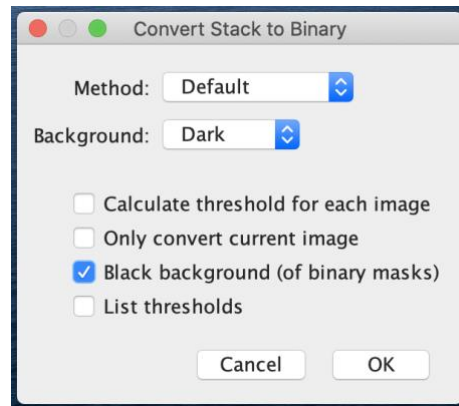 Convert Stack to Binary
Method: Default
Background: Dark
Calculate threshold for each image
Only convert current image
Black background (of binary masks)
List thresholds
Cancel OK